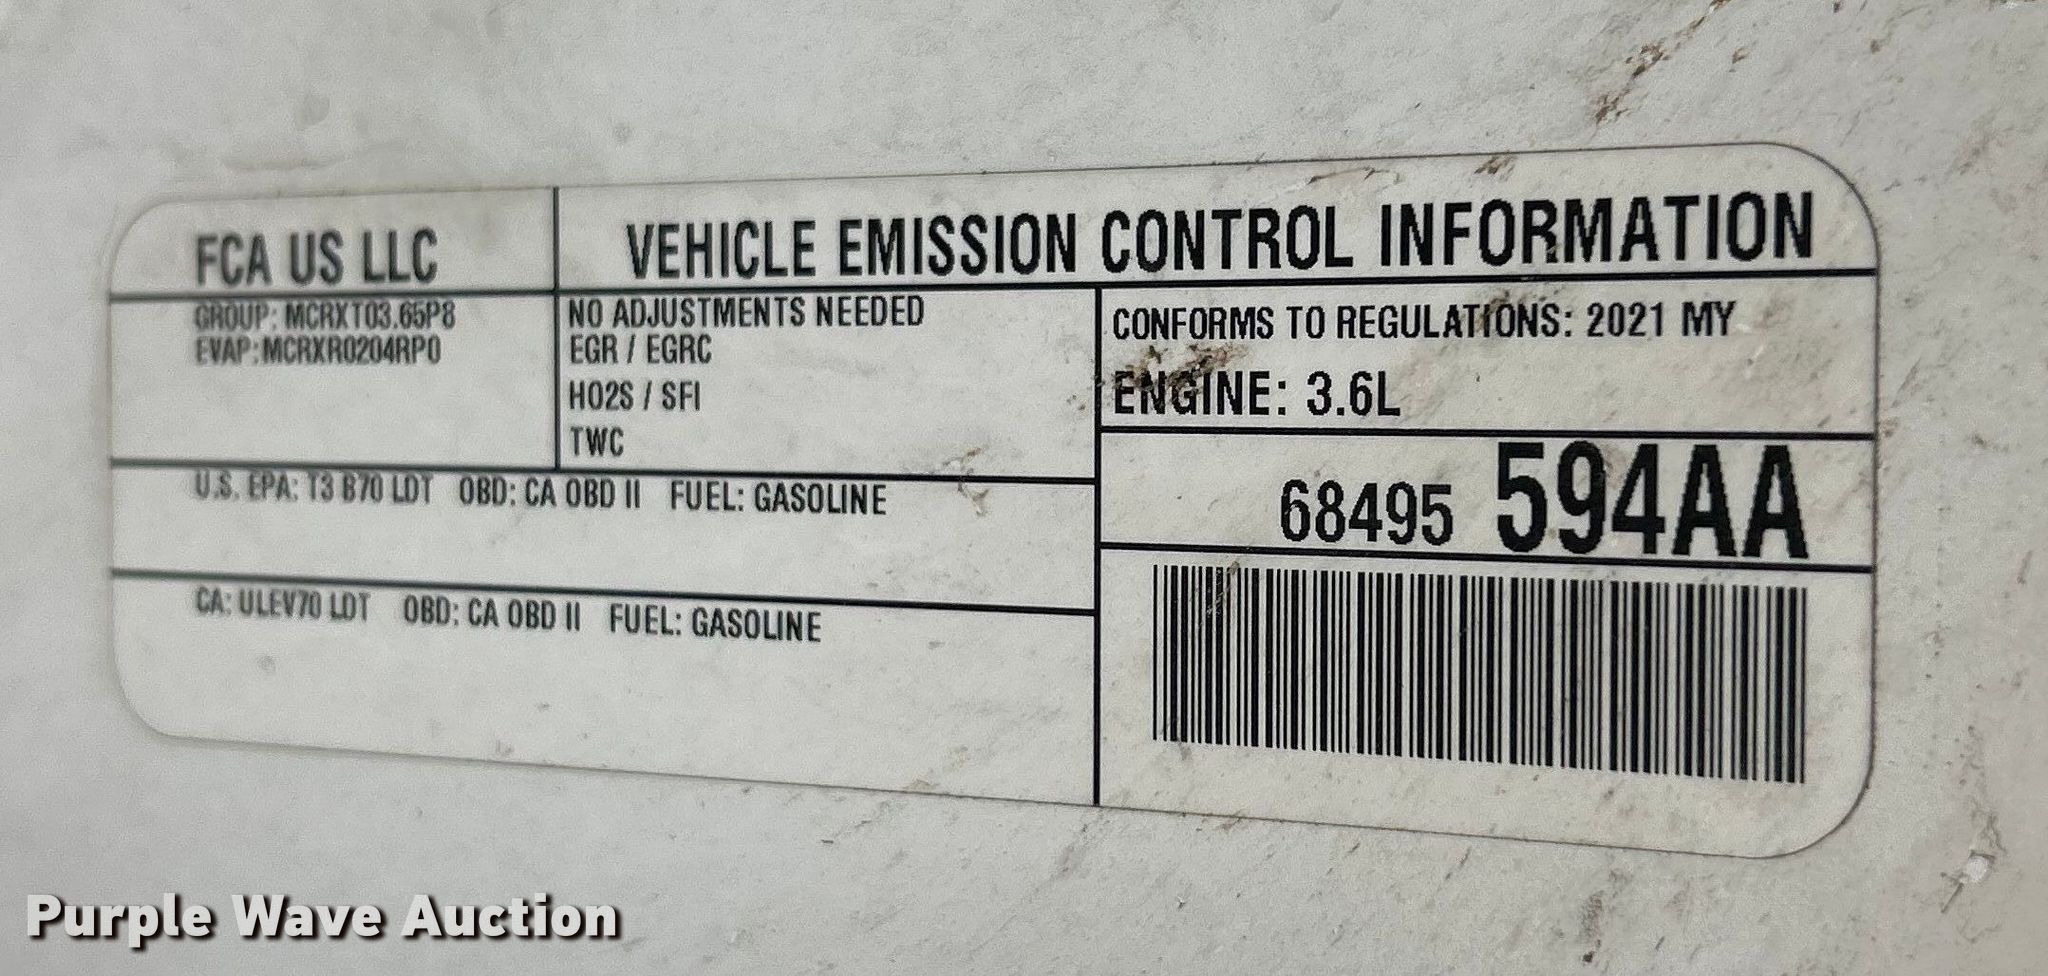 FCA US LLC
VEHICLE EMISSION CONTROL INFORMATION
GROUP: MCRXT03.65P8
EVAP:MCRXR0204RP0
NO ADJUSTMENTS NEEDED
EGR / EGRC
HO2S / SFI
TWC
CONFORMS TO REGULATIONS: 2021 MY
ENGINE: 3.6L
U.S. EPA: T3 B70 LDT OBD: CA OBD II FUEL: GASOLINE
68495 594AA
CA: ULEV70 LDT OBD: CA OBD II FUEL: GASOLINE
Purple Wave Auction